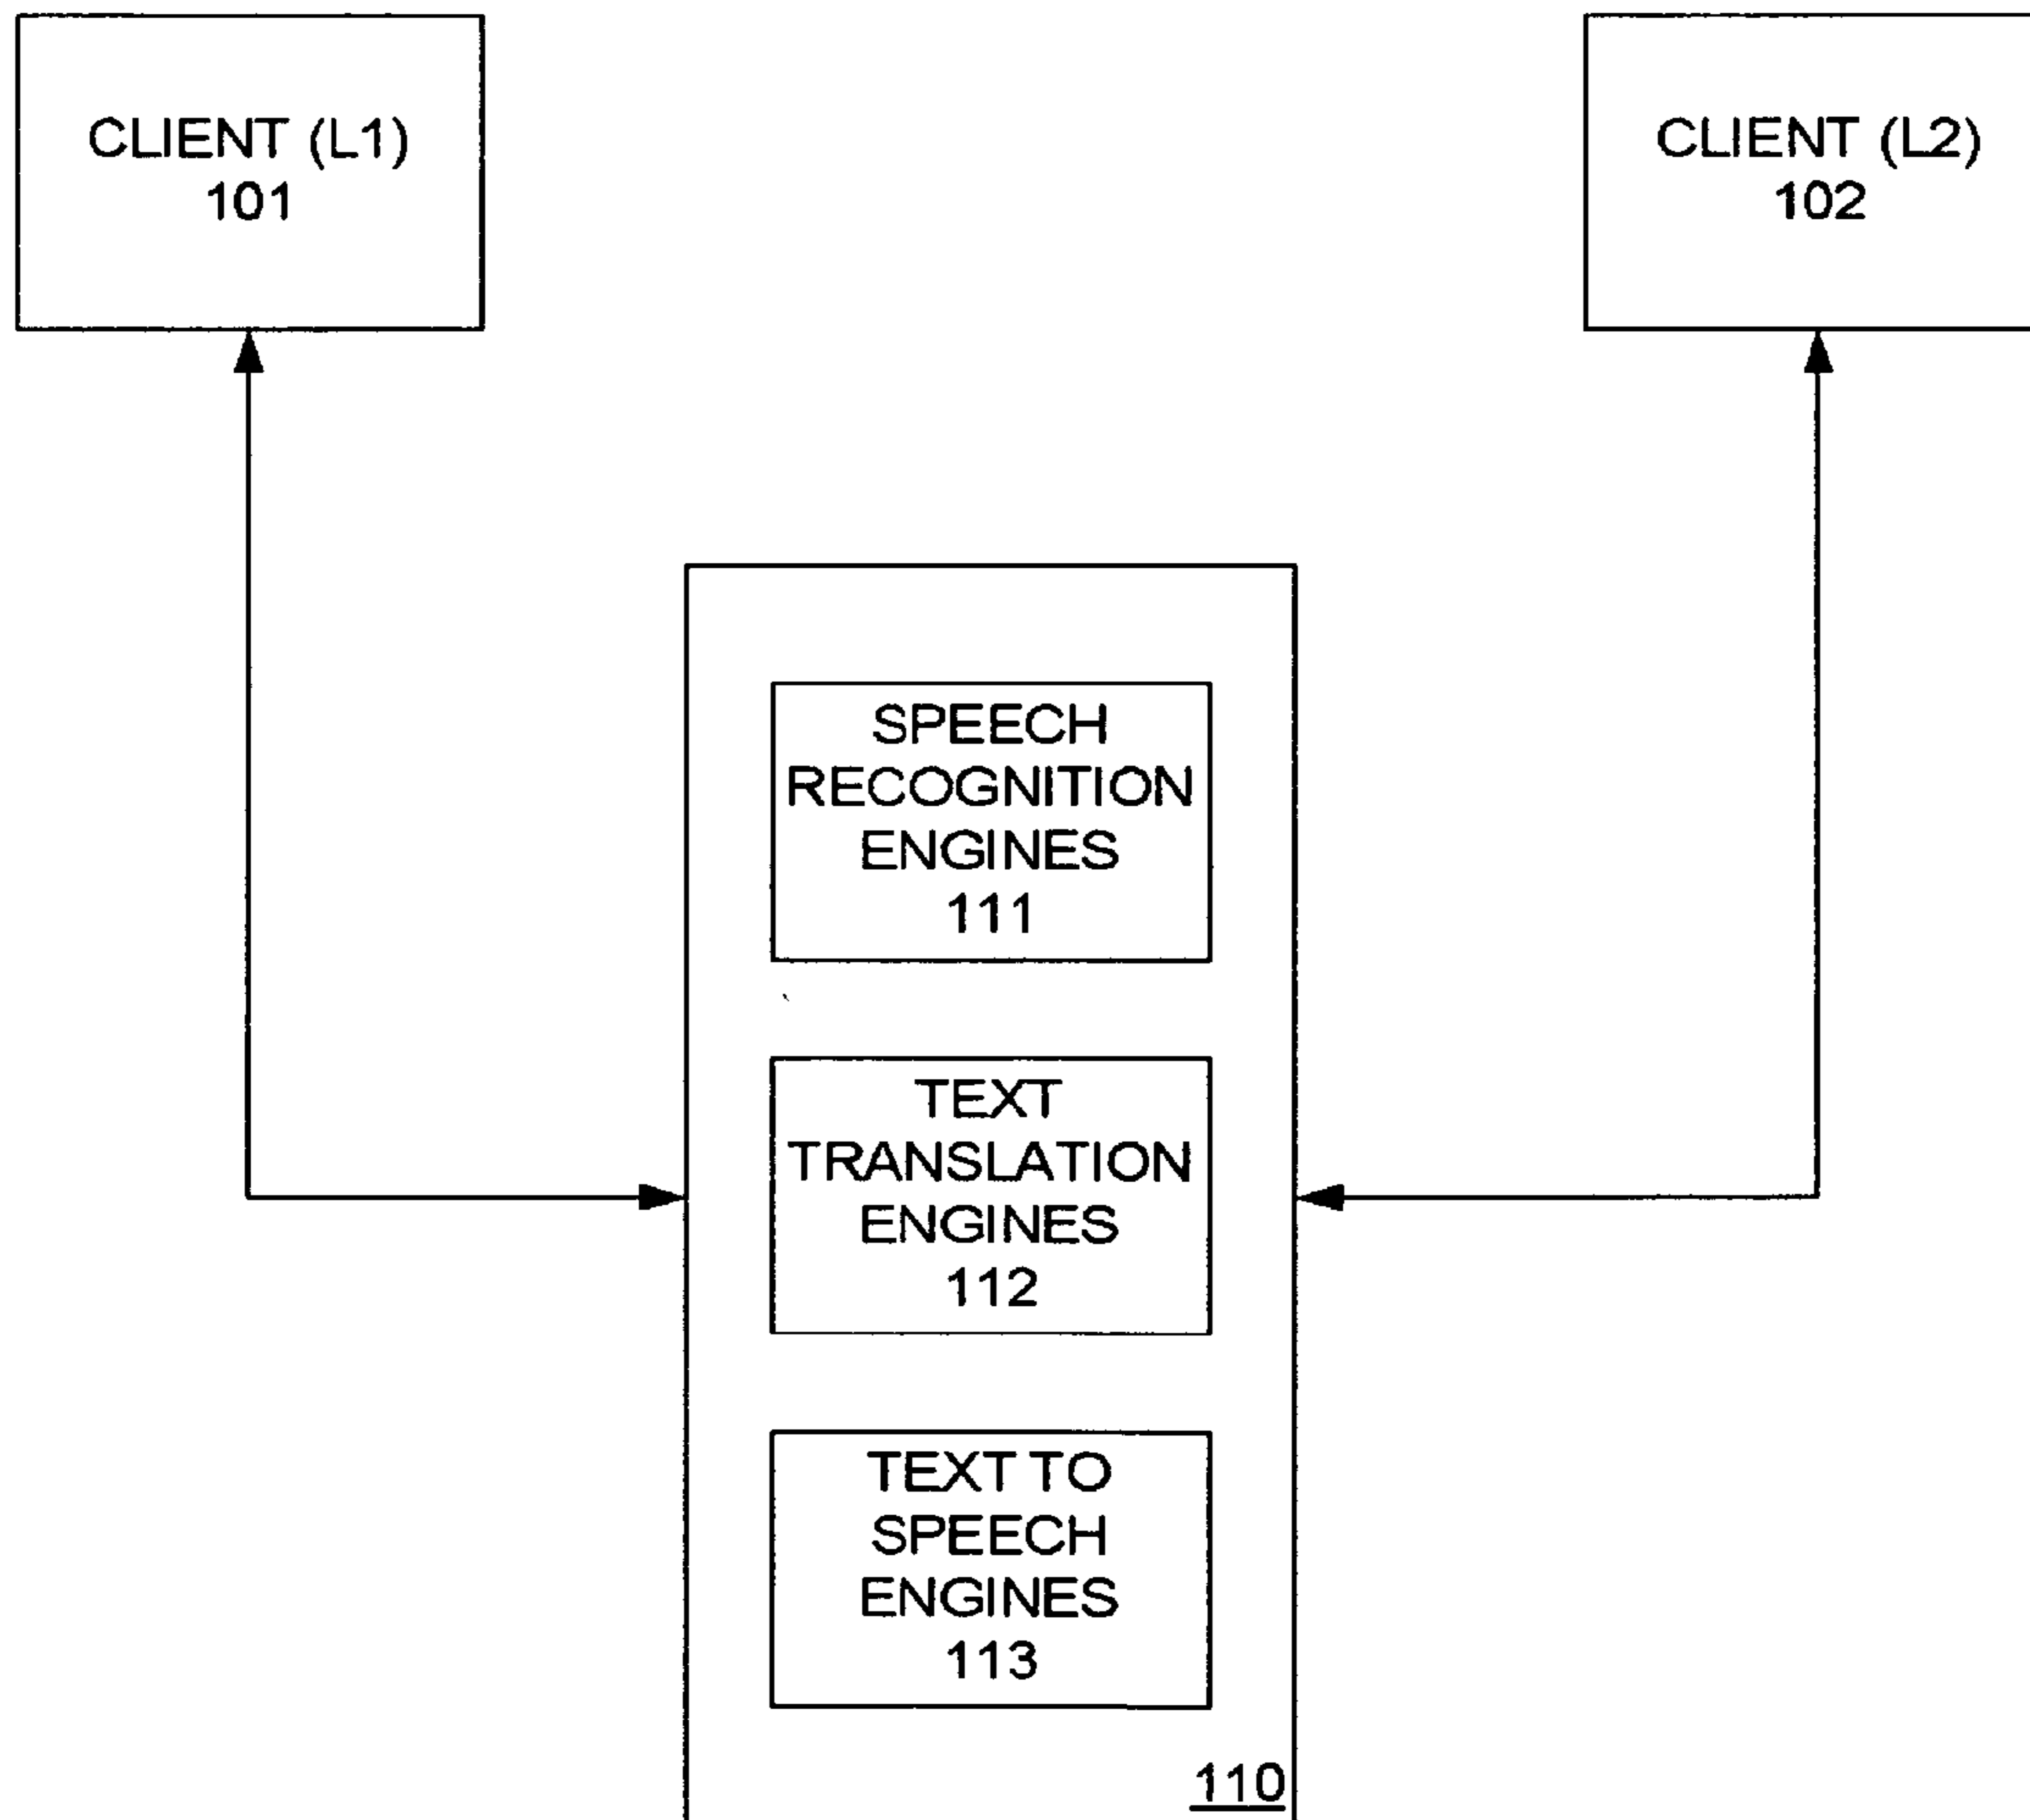 CLIENT (L1)
101
CLIENT (L2)
102
SPEECH
RECOGNITION
ENGINES
111
TEXT
TRANSLATION
ENGINES
112
TEXT TO
SPEECH
ENGINES
113
110